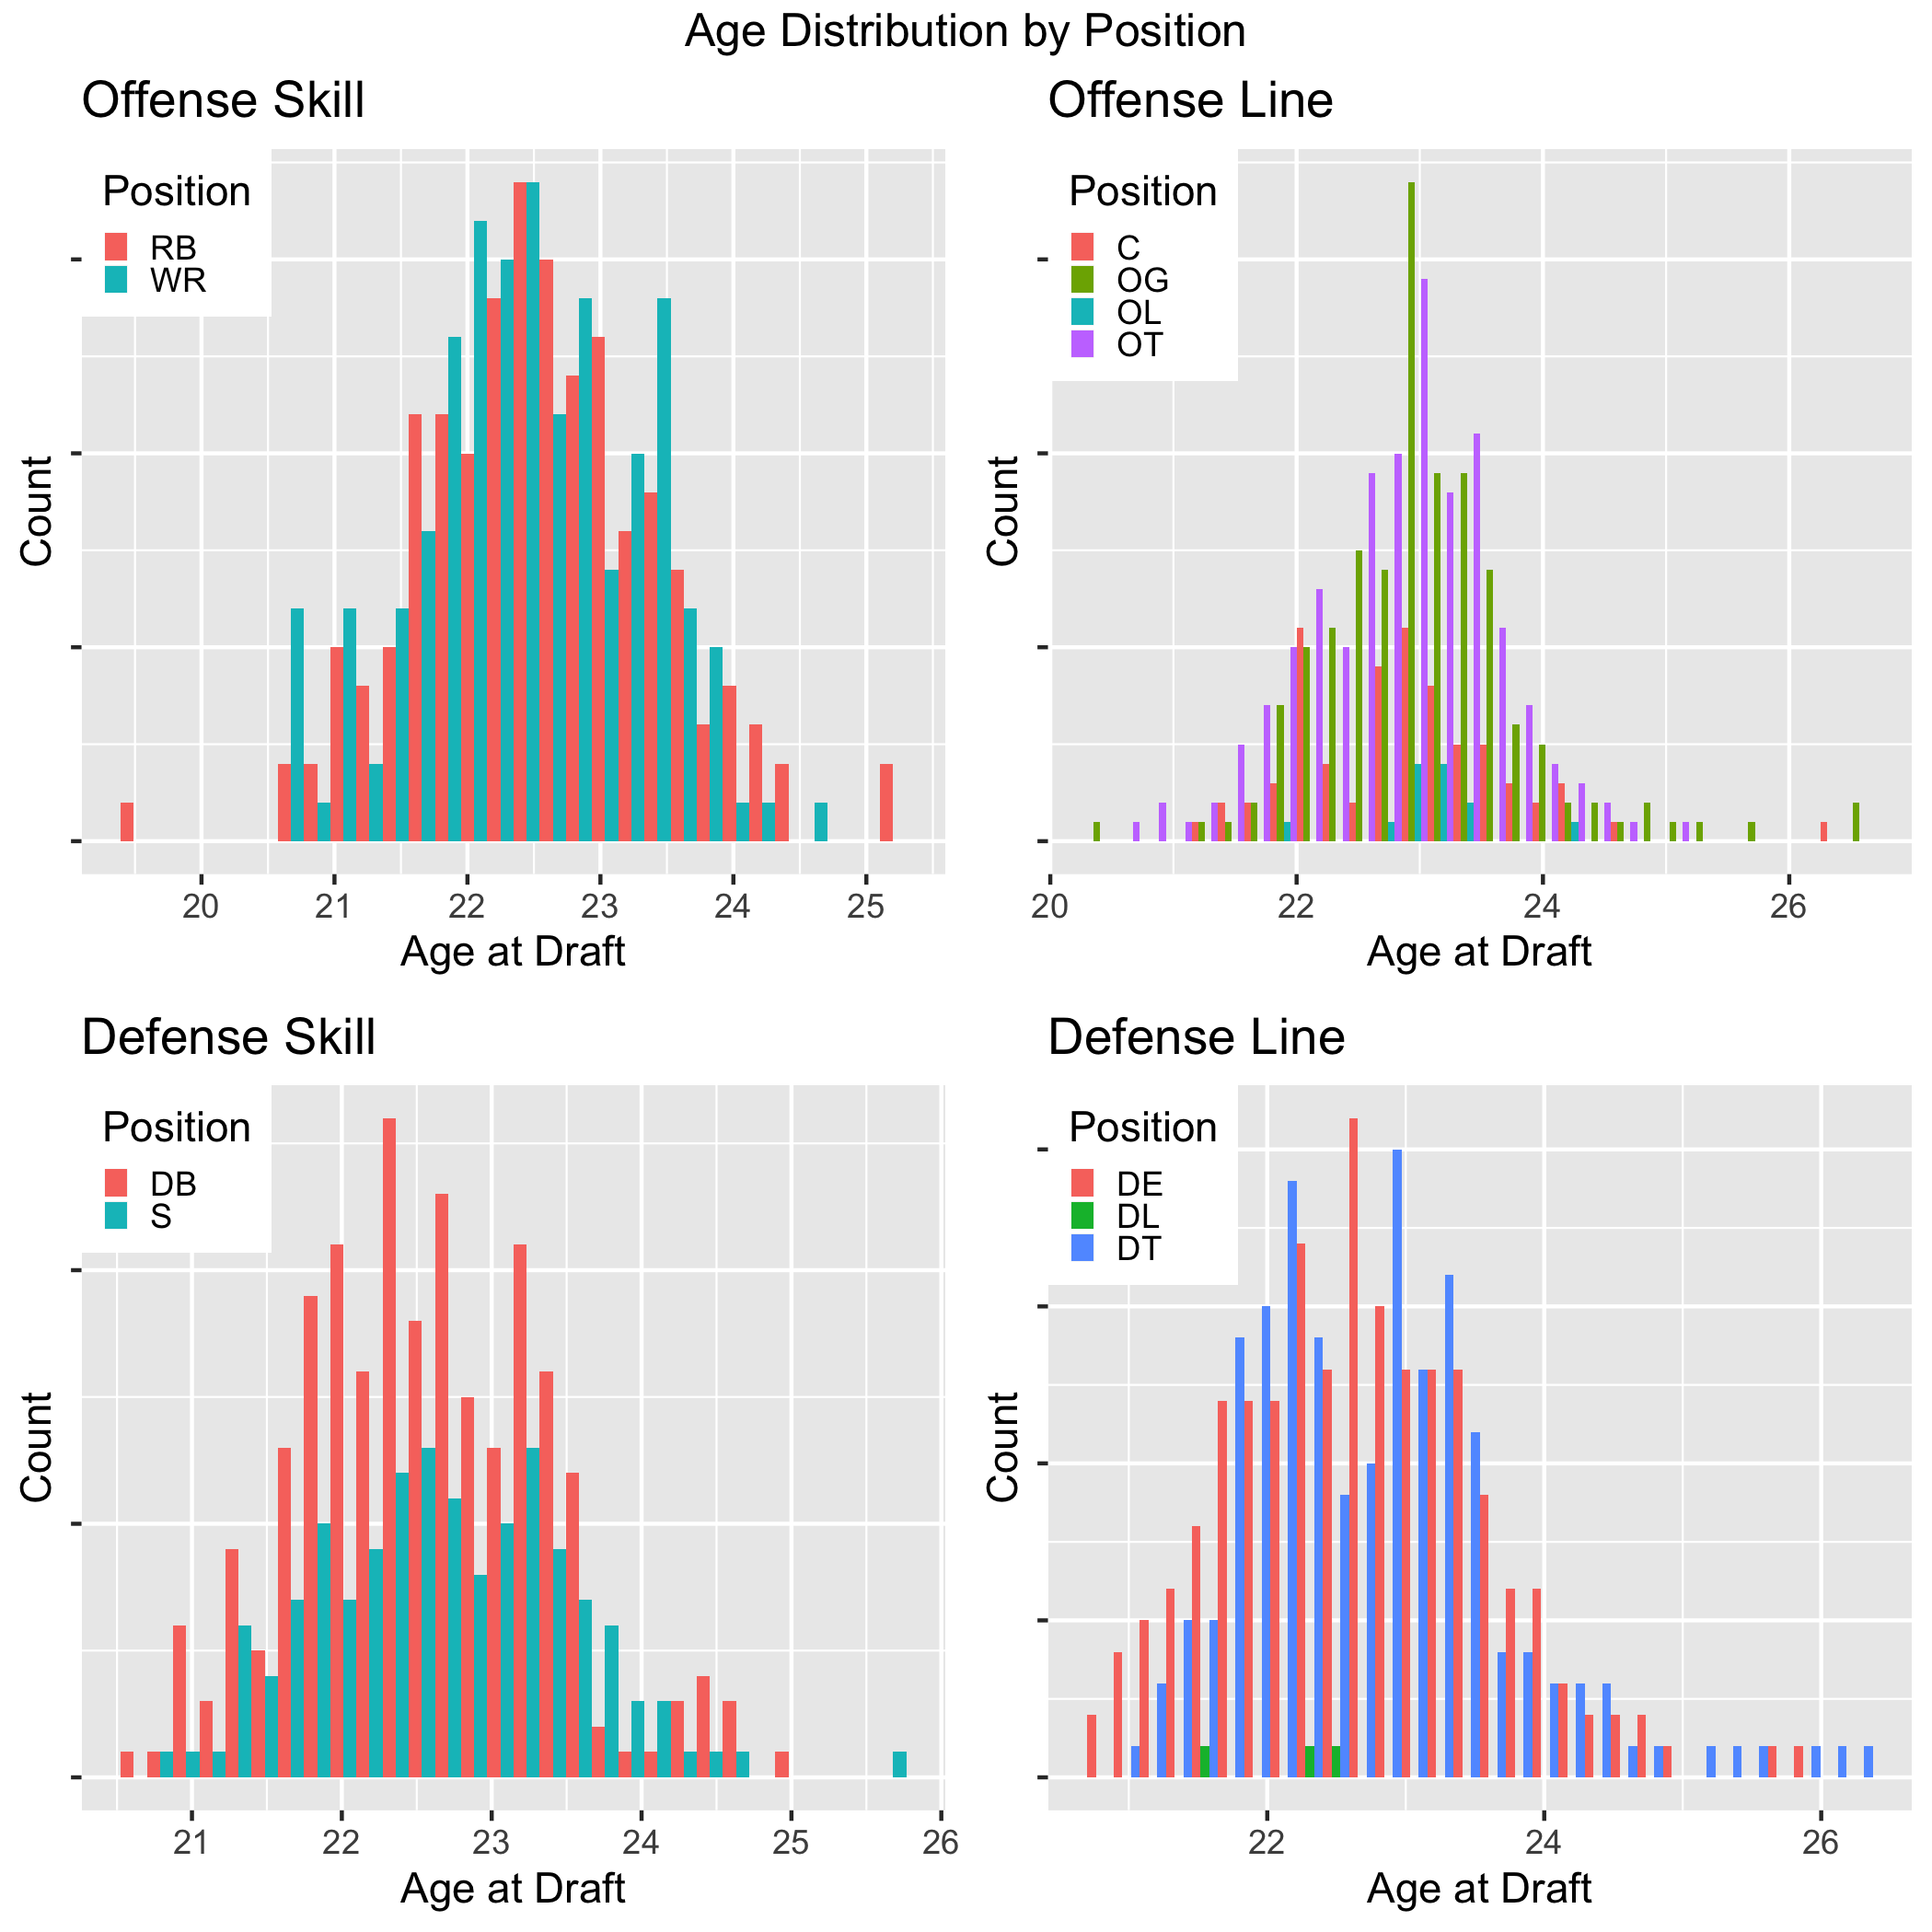 Age Distribution by Position
Offense Skill
Position
RB
WR
Count
20 21 22 23 24 25
Age at Draft
Offense Line
Position
C
OG
OL
OT
Count
20 22 24 26
Age at Draft
Defense Skill
Position
DB
S
Count
21 22 23 24 25 26
Age at Draft
Defense Line
Position
DE
DL
DT
Count
22 24 26
Age at Draft